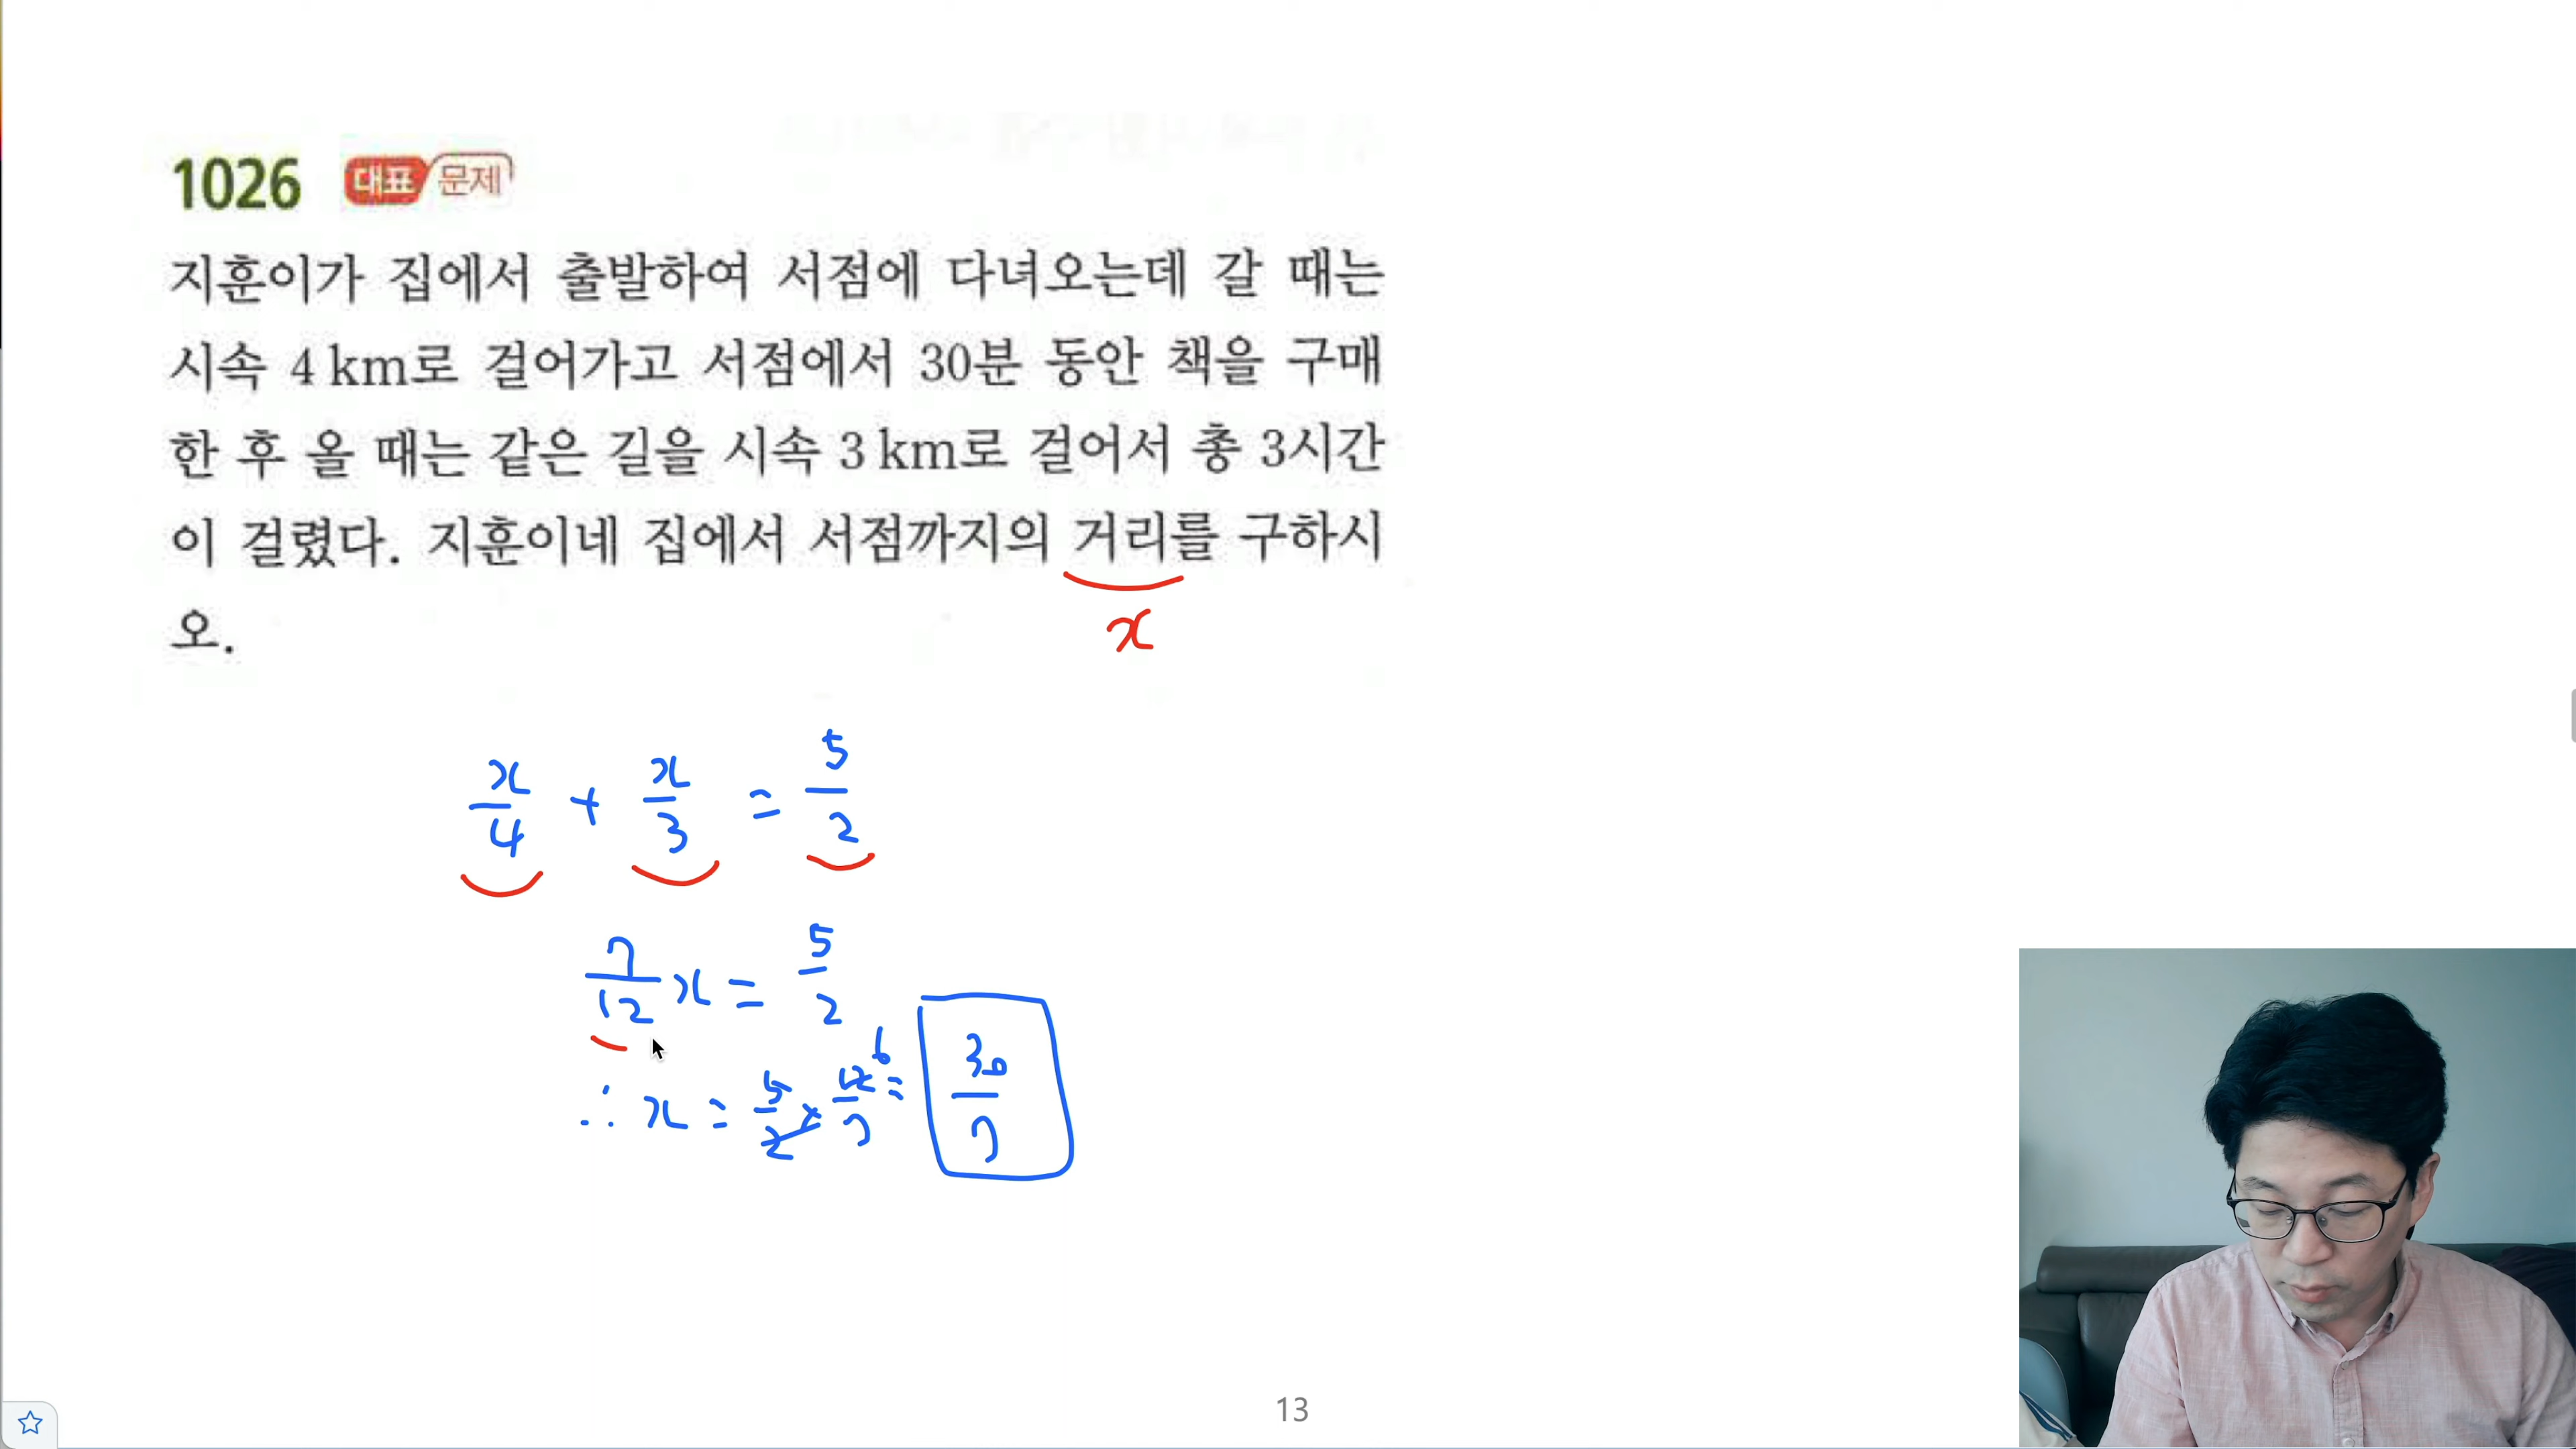 1026 대표 문제
지훈이가 집에서 출발하여 서점에 다녀오는데 갈 때는
시속 4 km로 걸어가고 서점에서 30분 동안 책을 구매
한 후 올 때는 같은 길을 시속 3 km로 걸어서 총 3시간
이 걸렸다. 지훈이네 집에서 서점까지의 거리를 구하시
오.
x
x/4 + x/3 = 5/2
7/12 x = 5/2
∴ x = 5/2 × 12/7 6 = 30/7
13